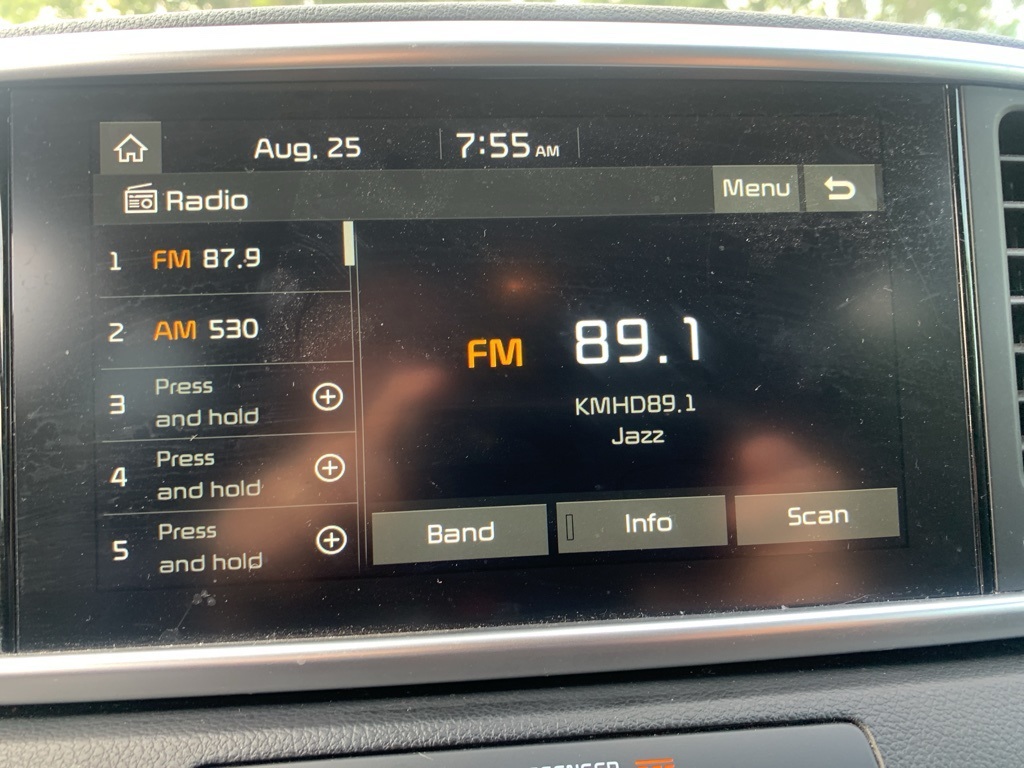 Aug. 25 7:55 AM
Radio
Menu
1 FM 87.9
2 AM 530
3 Press
and hold
4 Press
and hold
5 Press
and hold
FM 89.1
KMHD89.1
Jazz
Band
Info
Scan